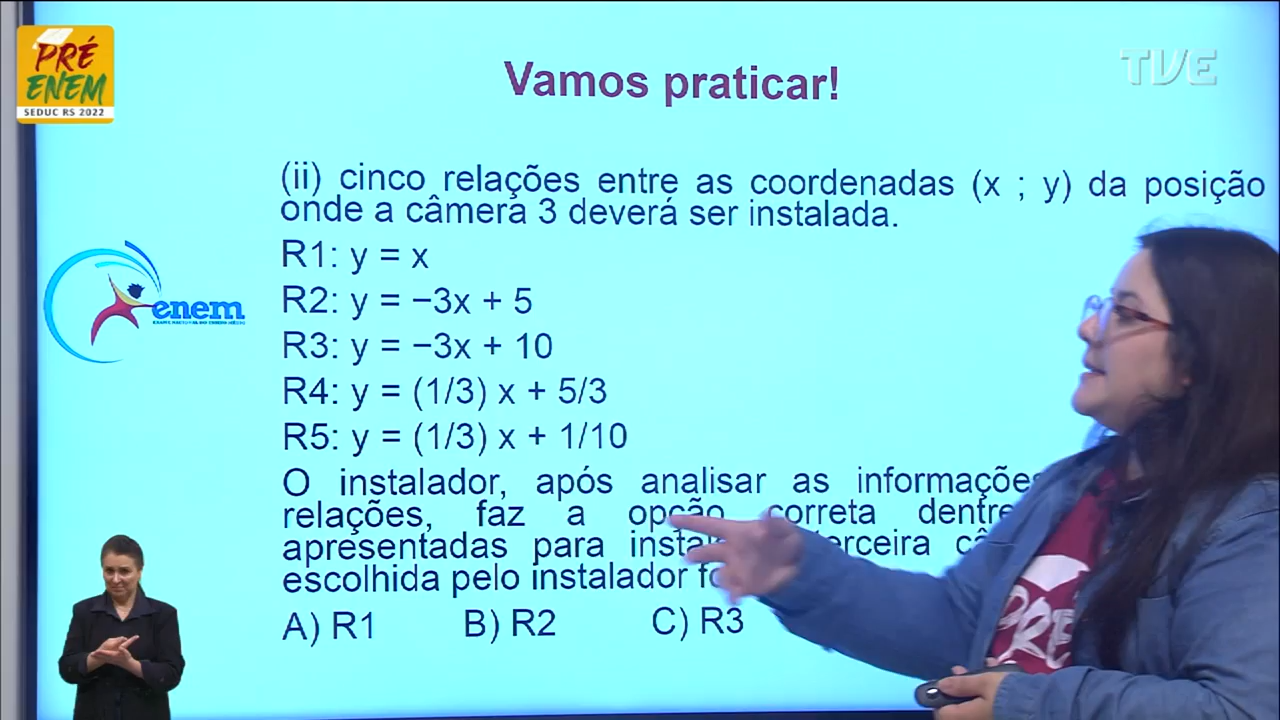 PRÉ
ENEM
SEDUC RS 2022
TVE
Vamos praticar!
(ii) cinco relações entre as coordenadas (x ; y) da posição
onde a câmera 3 deverá ser instalada.
R1: y = x
R2: y = −3x + 5
enem
R3: y = −3x + 10
R4: y = (1/3) x + 5/3
R5: y = (1/3) x + 1/10
O instalador, após analisar as informações
relações, faz a opção correta dentre
apresentadas para
escolhida pelo instalador
A) R1 B) R2 C) R3
PRÉ